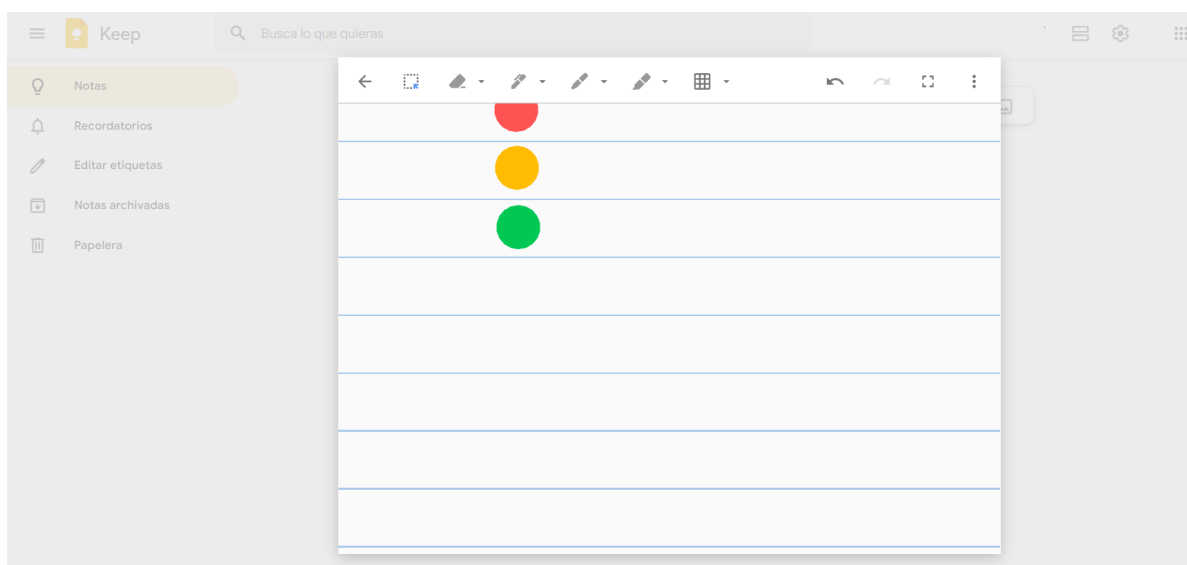 Keep
Busca lo que quieras
Notas
Recordatorios
Editar etiquetas
Notas archivadas
Papelera